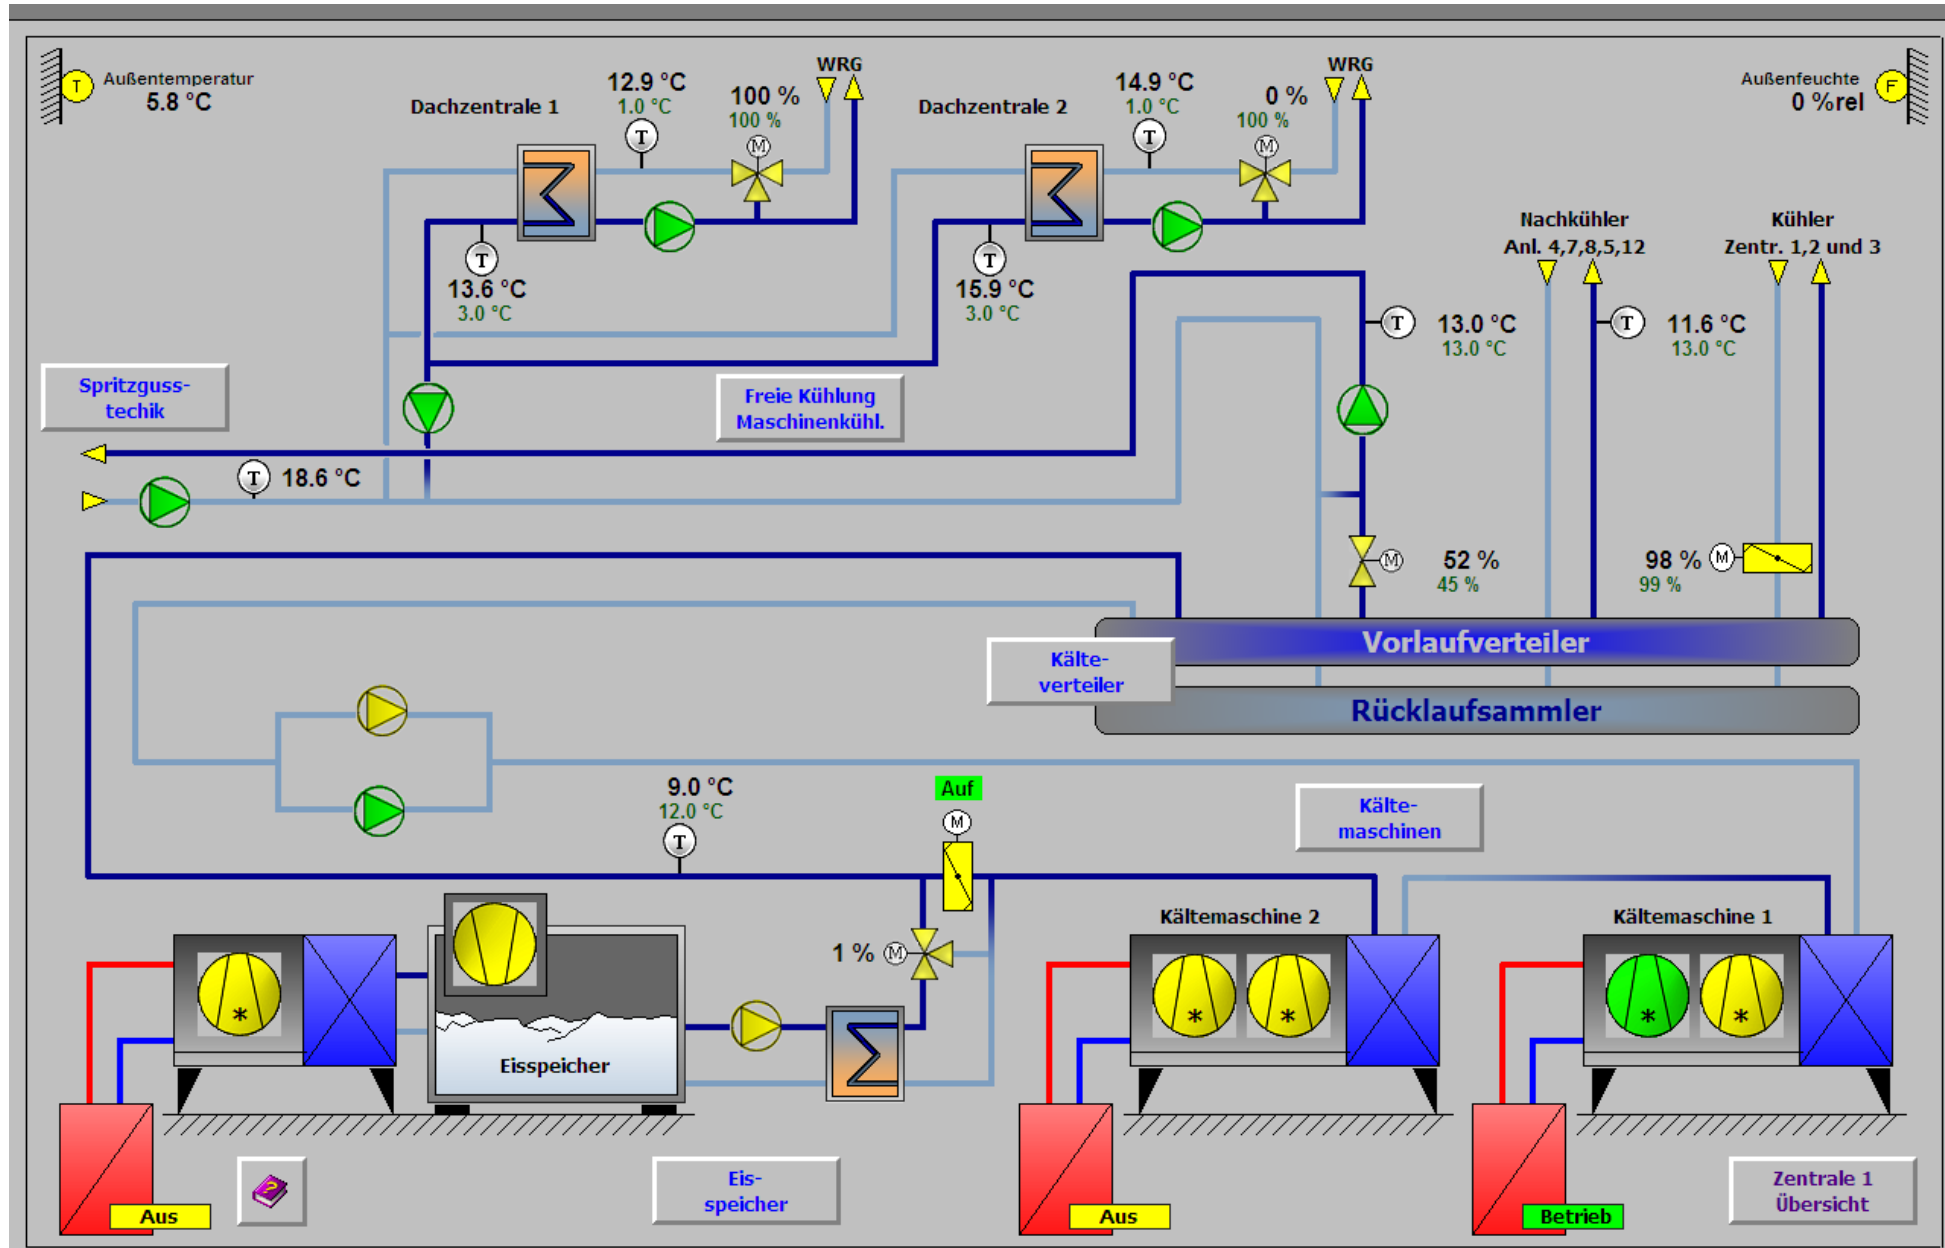 WRG
WRG
T
Außentemperatur
5.8 °C
Dachzentrale 1
12.9 °C
1.0 °C
T
100 %
100 %
M
Dachzentrale 2
14.9 °C
1.0 °C
T
0 %
100 %
M
Außenfeuchte
0 %rel
F
T
13.6 °C
3.0 °C
T
15.9 °C
3.0 °C
Nachkühler
Anl. 4,7,8,5,12
Kühler
Zentr. 1,2 und 3
T
13.0 °C
13.0 °C
T
11.6 °C
13.0 °C
Spritzguss-
techik
Freie Kühlung
Maschinenkühl.
T
18.6 °C
M
52 %
45 %
98 %
99 %
M
Vorlaufverteiler
Kälte-
verteiler
Rücklaufsammler
9.0 °C
12.0 °C
T
Auf
M
Kälte-
maschinen
1 %
M
Kältemaschine 2
Kältemaschine 1
*
*
*
*
*
Eisspeicher
?
Aus
Eis-
speicher
Aus
Betrieb
Zentrale 1
Übersicht